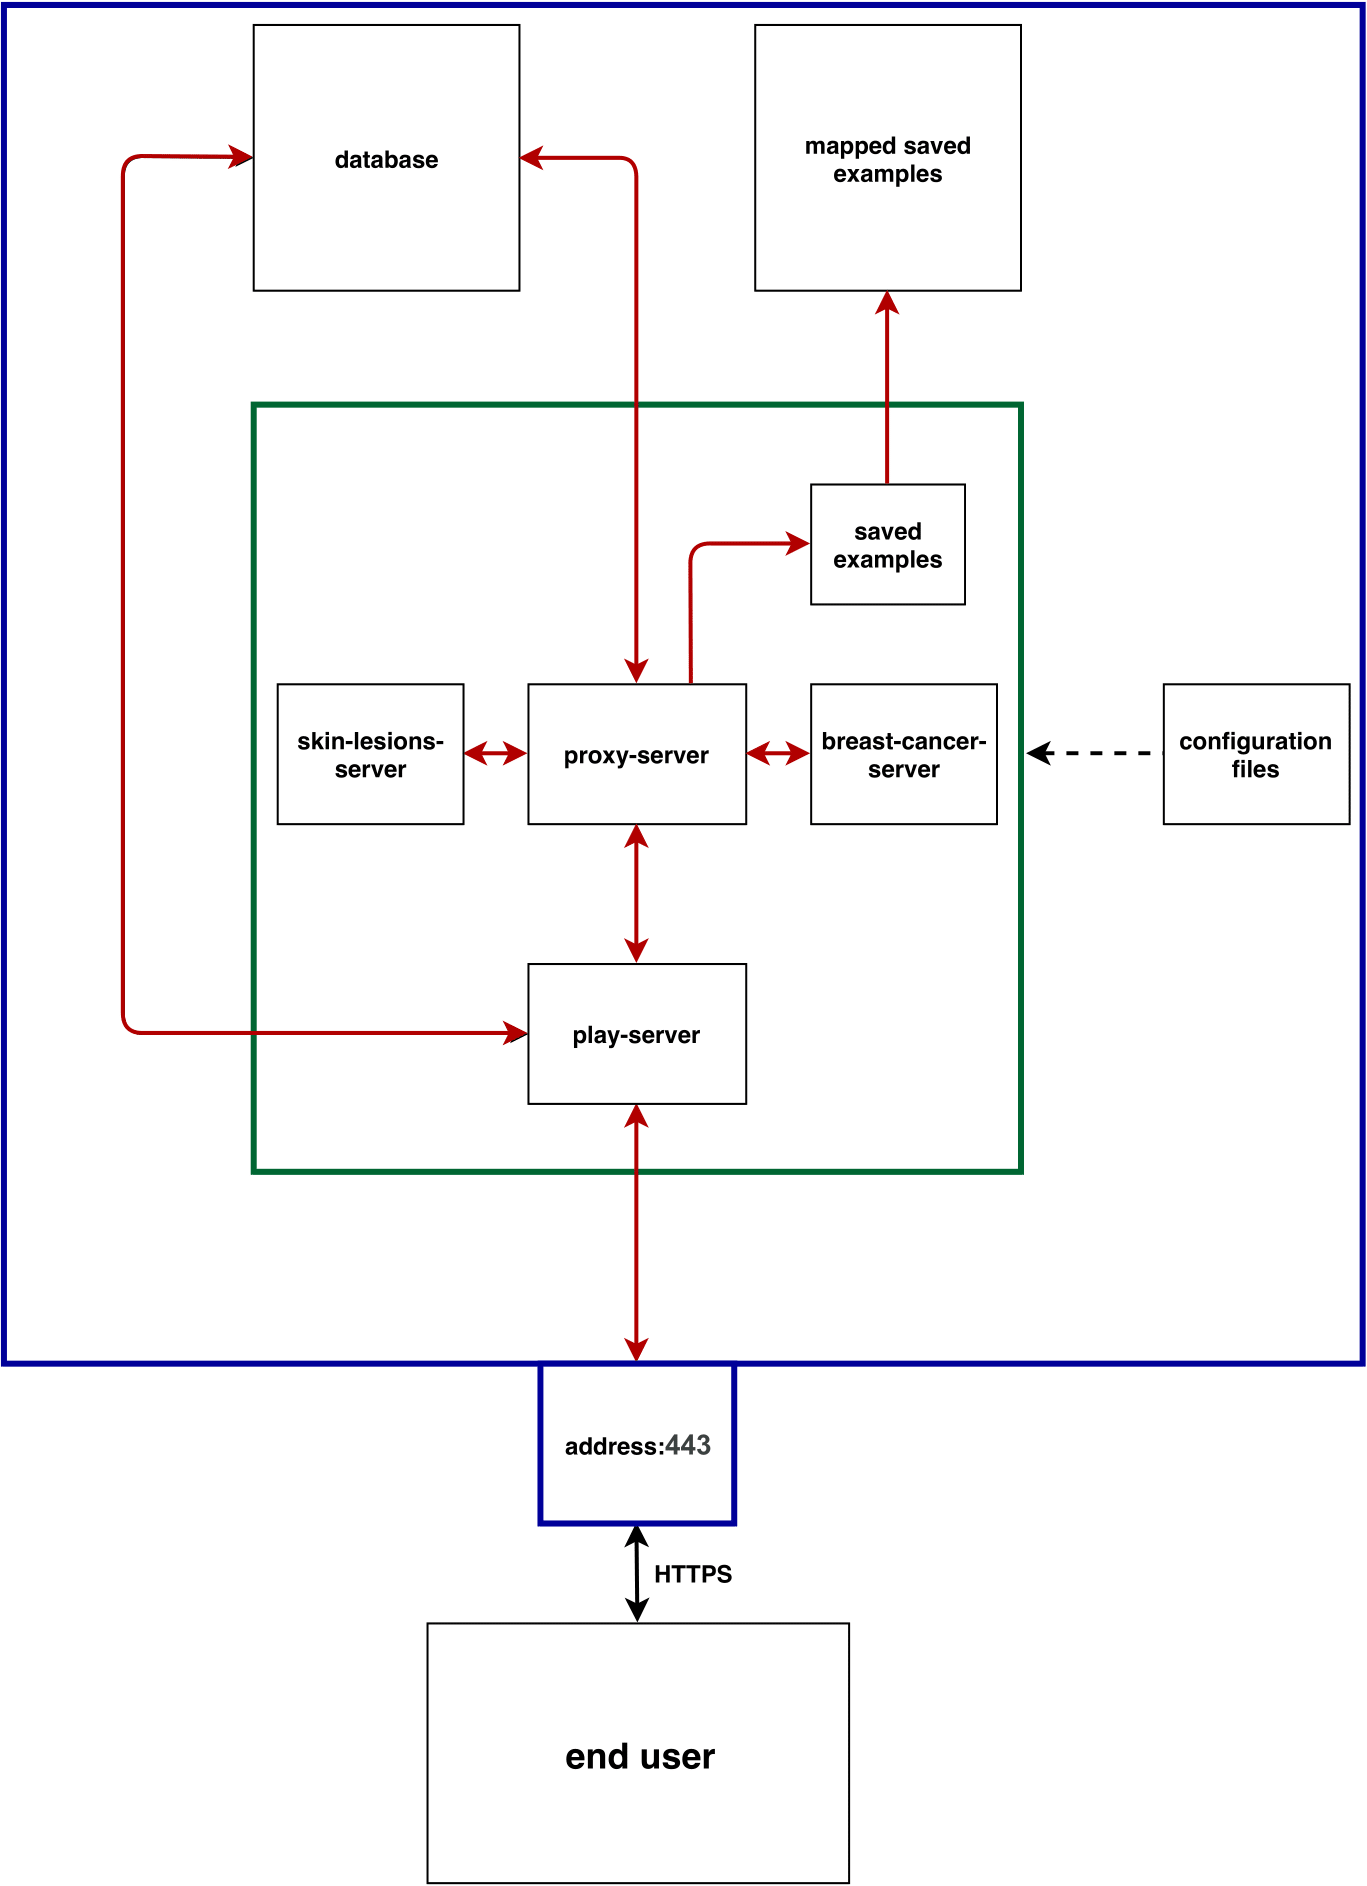 database
mapped saved
examples
saved
examples
skin-lesions-
server
proxy-server
breast-cancer-
server
configuration
files
play-server
address:443
HTTPS
end user